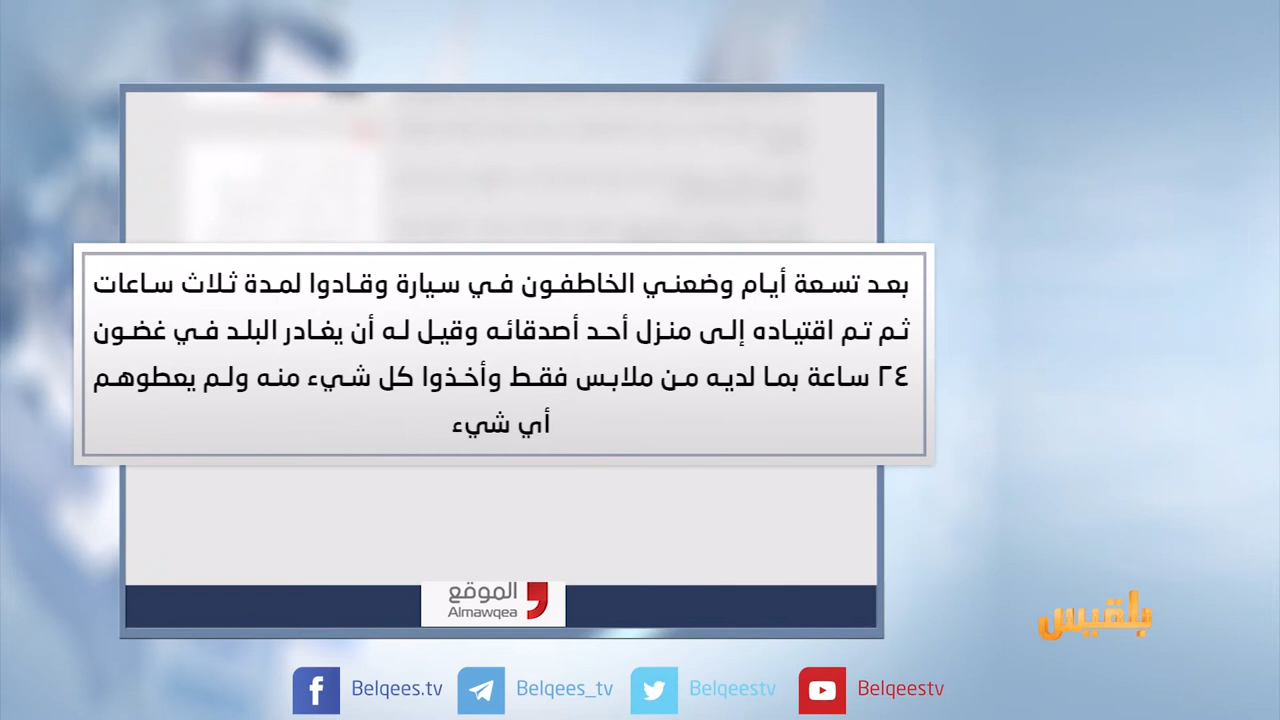 بعد تسعة أيام وضعني الخاطفون في سيارة وقادوا لمدة ثلاث ساعات
ثم تم اقتياده إلى منزل أحد أصدقائه وقيل له أن يغادر البلد في غضون
٢٤ ساعة بما لديه من ملابس فقط وأخذوا كل شيء منه ولم يعطوهم
أي شيء
الموقع
Almawqea
بلقيس
Belqees.tv
Belqees_tv
Belqeestv
Belqeestv